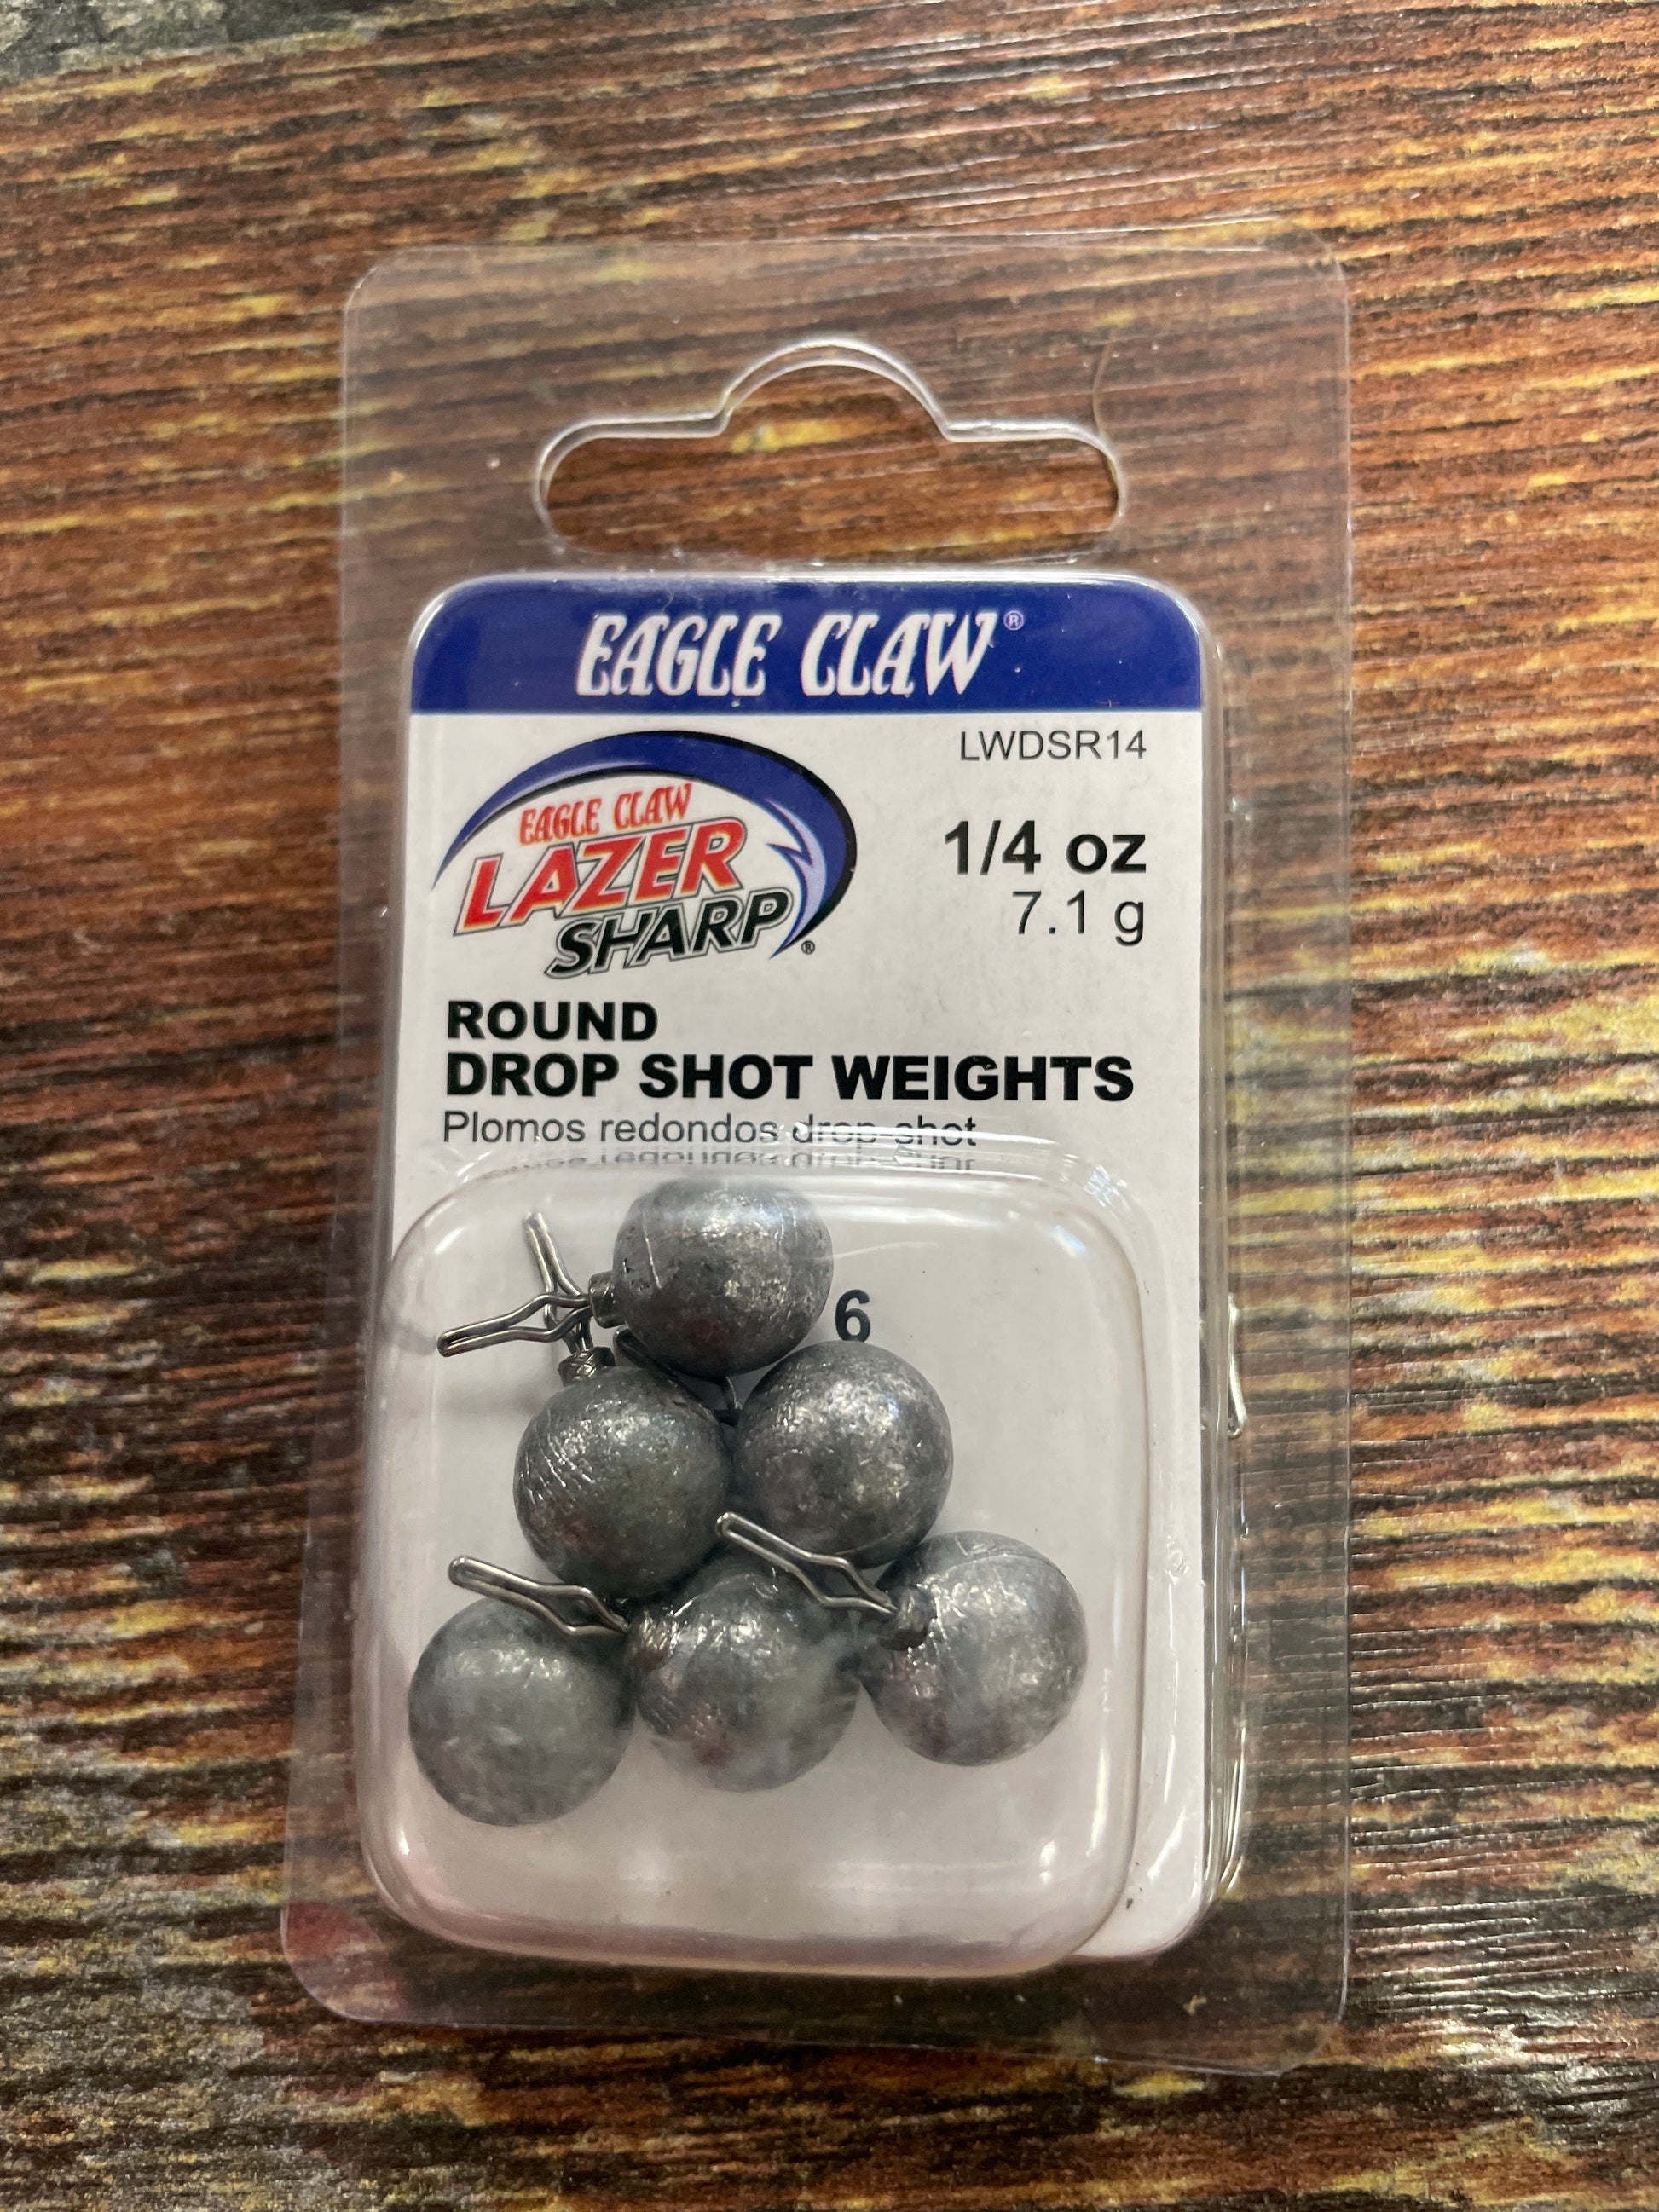 EAGLE CLAW®
LWDSR14
EAGLE CLAW
LAZER
SHARP®
1/4 oz
7.1 g
ROUND
DROP SHOT WEIGHTS
Plomos redondos drop-shot
6